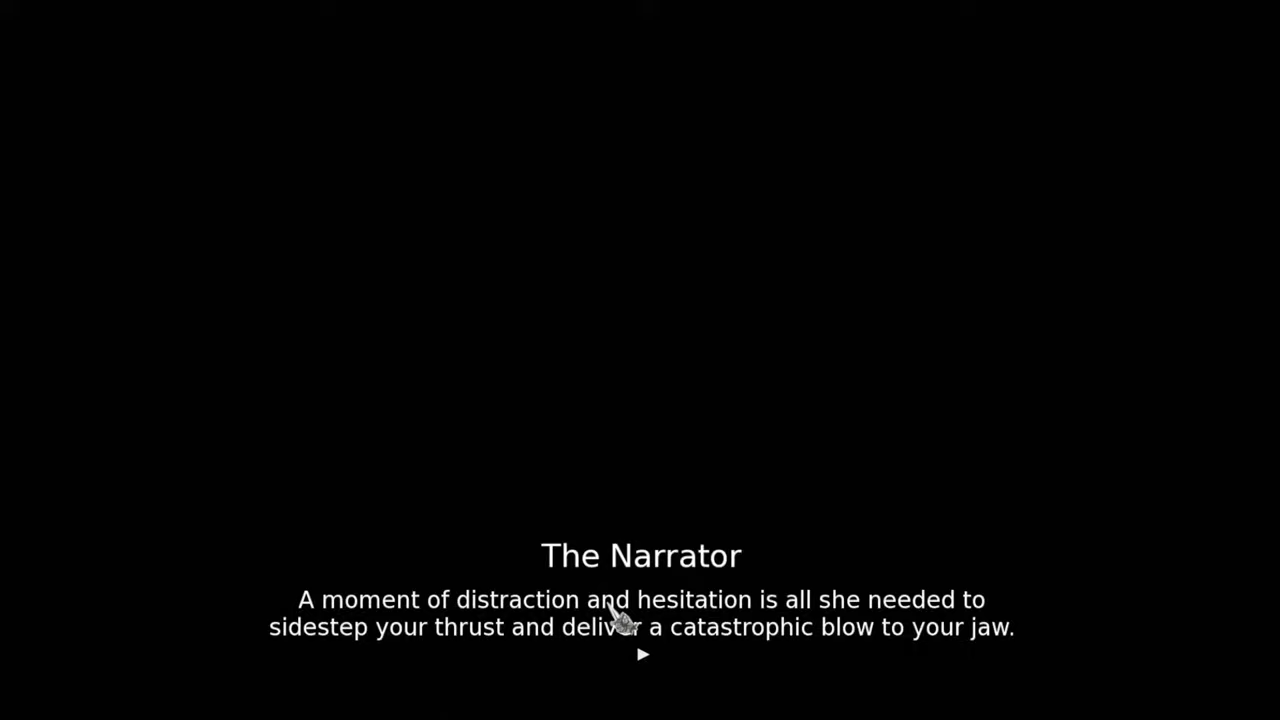 The Narrator
A moment of distraction and hesitation is all she needed to
sidestep your thrust and deliver a catastrophic blow to your jaw.